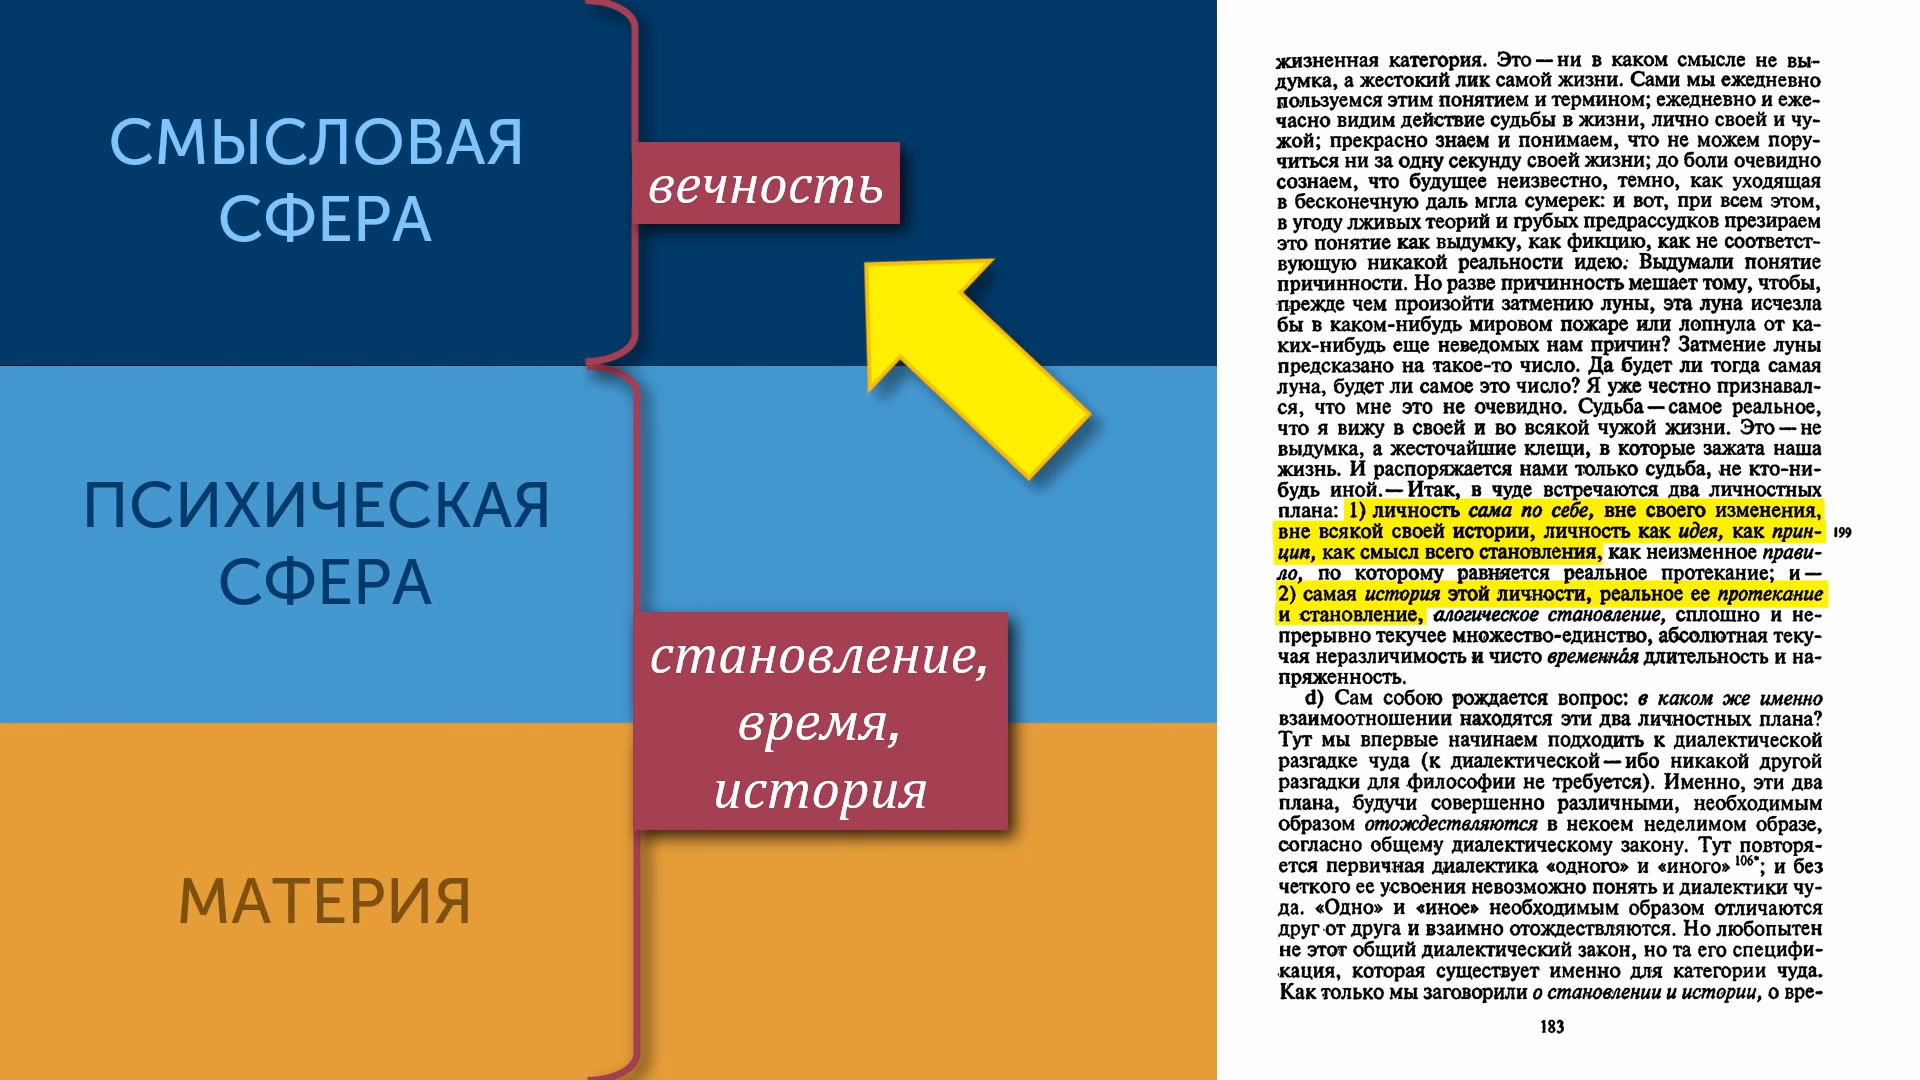 СМЫСЛОВАЯ
СФЕРА
вечность
ПСИХИЧЕСКАЯ
СФЕРА
становление,
время,
история
МАТЕРИЯ
жизненная категория. Это — ни в каком смысле не вы-
думка, а жестокий лик самой жизни. Сами мы ежедневно
пользуемся этим понятием и термином; ежедневно и еже-
часно видим действие судьбы в жизни, лично своей и чу-
жой; прекрасно знаем и понимаем, что не можем пору-
читься ни за одну секунду своей жизни; до боли очевидно
сознаем, что будущее неизвестно, темно, как уходящая
в бесконечную даль мгла сумерек: и вот, при всем этом,
в угоду лживых теорий и грубых предрассудков презираем
это понятие как выдумку, как фикцию, как не соответст-
вующую никакой реальности идею. Выдумали понятие
причинности. Но разве причинность мешает тому, чтобы,
прежде чем произойти затмению луны, эта луна исчезла
бы в каком-нибудь мировом пожаре или лопнула от ка-
ких-нибудь еще неведомых нам причин? Затмение луны
предсказано на такое-то число. Да будет ли тогда самая
луна, будет ли самое это число? Я уже честно признавал-
ся, что мне это не очевидно. Судьба — самое реальное,
что я вижу в своей и во всякой чужой жизни. Это — не
выдумка, а жесточайшие клещи, в которые зажата наша
жизнь. И распоряжается нами только судьба, не кто-ни-
будь иной. — Итак, в чуде встречаются два личностных
плана: 1) личность сама по себе, вне своего изменения,
вне всякой своей истории, личность как идея, как прин- 199
цип, как смысл всего становления, как неизменное прави-
ло, по которому равняется реальное протекание; и —
2) самая история этой личности, реальное ее протекание
и становление, алогическое становление, сплошно и не-
прерывно текучее множество-единство, абсолютная теку-
чая неразличимость и чисто временнáя длительность и на-
пряженность.
d) Сам собою рождается вопрос: в каком же именно
взаимоотношении находятся эти два личностных плана?
Тут мы впервые начинаем подходить к диалектической
разгадке чуда (к диалектической — ибо никакой другой
разгадки для философии не требуется). Именно, эти два
плана, будучи совершенно различными, необходимым
образом отождествляются в некоем неделимом образе,
согласно общему диалектическому закону. Тут повторя-
ется первичная диалектика «одного» и «иного» 106*; и без
четкого ее усвоения невозможно понять и диалектики чу-
да. «Одно» и «иное» необходимым образом отличаются
друг от друга и взаимно отождествляются. Но любопытен
не этот общий диалектический закон, но та его специфи-
кация, которая существует именно для категории чуда.
Как только мы заговорили о становлении и истории, о вре-
183